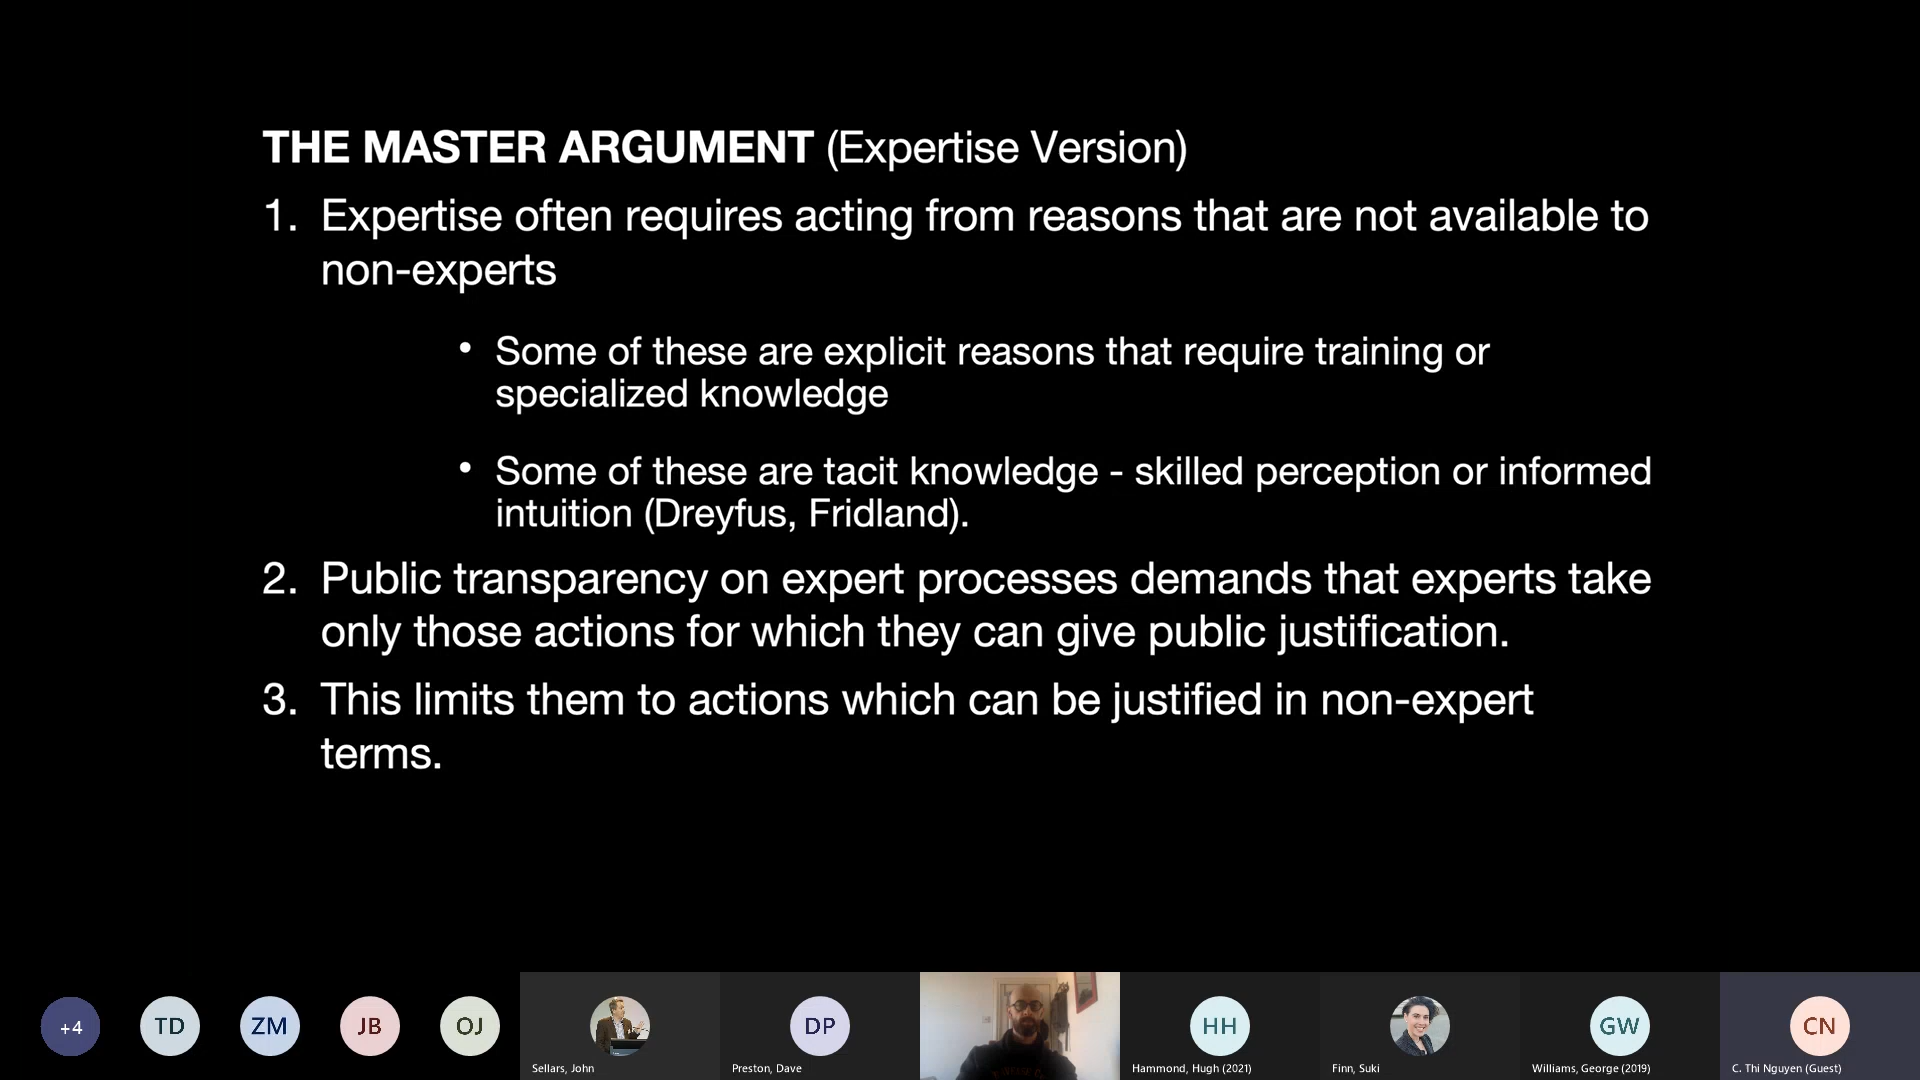 THE MASTER ARGUMENT (Expertise Version)
1. Expertise often requires acting from reasons that are not available to
non-experts
• Some of these are explicit reasons that require training or
specialized knowledge
• Some of these are tacit knowledge - skilled perception or informed
intuition (Dreyfus, Fridland).
2. Public transparency on expert processes demands that experts take
only those actions for which they can give public justification.
3. This limits them to actions which can be justified in non-expert
terms.
+4
TD
ZM
JB
OJ
DP
HH
GW
CN
Sellars, John
Preston, Dave
Hammond, Hugh (2021)
Finn, Suki
Williams, George (2019)
C. Thi Nguyen (Guest)